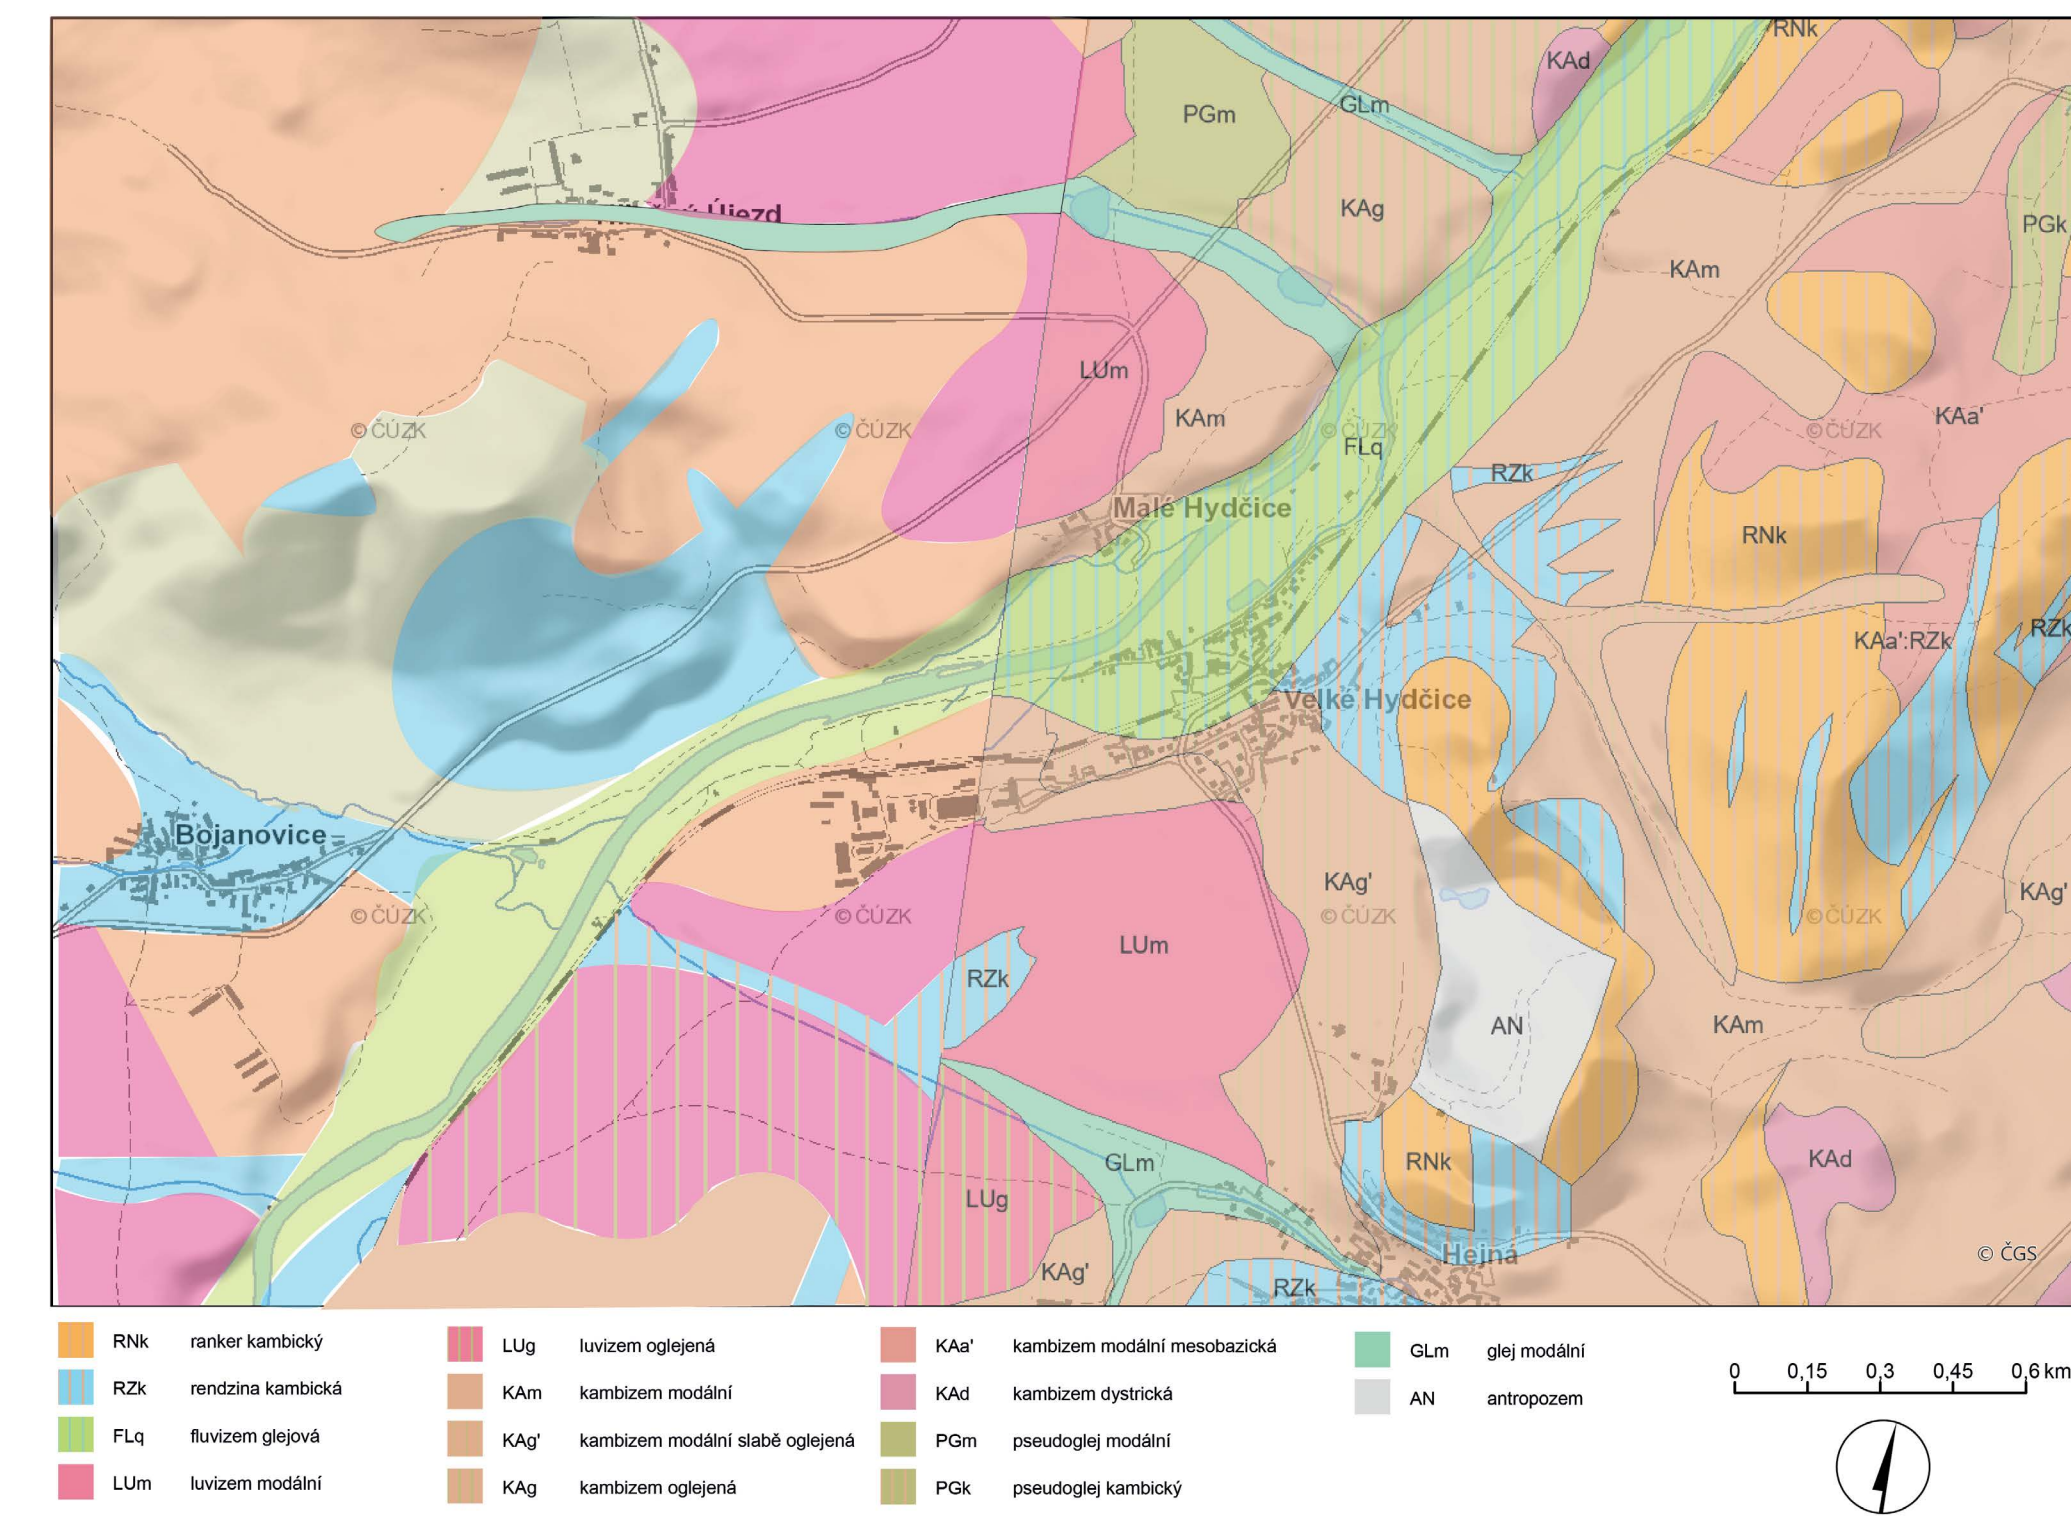 RNk
KAd
GLm
PGm
KAg
PGk
KAm
LUm
KAm
KAa'
© ČÚZK
© ČÚZK
© ČÚZK
© ČÚZK
FLq
RZk
Malé Hydčice
RNk
KAa':RZk
RZk
Velké Hydčice
Bojanovice
KAg'
KAg'
© ČÚZK
© ČÚZK
© ČÚZK
© ČÚZK
LUm
RZk
AN
KAm
GLm
RNk
KAd
LUg
Hejná
© ČGS
KAg'
RZk
RNk ranker kambický
RZk rendzina kambická
FLq fluvizem glejová
LUm luvizem modální
LUg luvizem oglejená
KAm kambizem modální
KAg' kambizem modální slabě oglejená
KAg kambizem oglejená
KAa' kambizem modální mesobazická
KAd kambizem dystrická
PGm pseudoglej modální
PGk pseudoglej kambický
GLm glej modální
AN antropozem
0 0,15 0,3 0,45 0,6 km